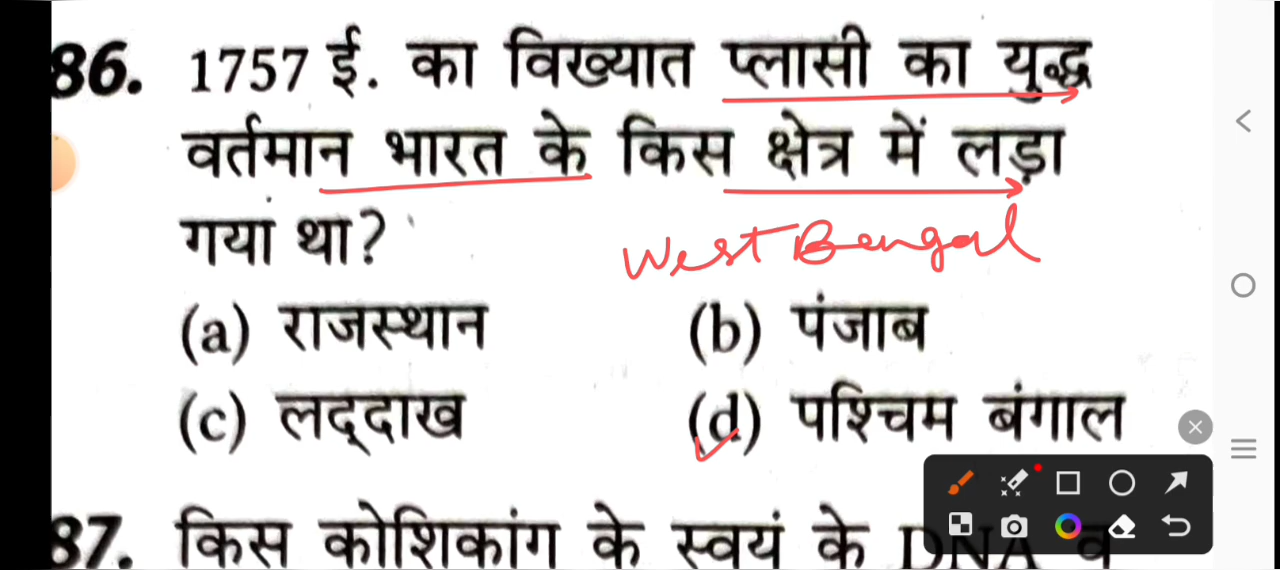 86. 1757 ई. का विख्यात प्लासी का युद्ध
वर्तमान भारत के किस क्षेत्र में लड़ा
गया था?
West Bengal
(a) राजस्थान (b) पंजाब
(c) लद्दाख (d) पश्चिम बंगाल
87. किस कोशिकांग के स्वयं के DNA व